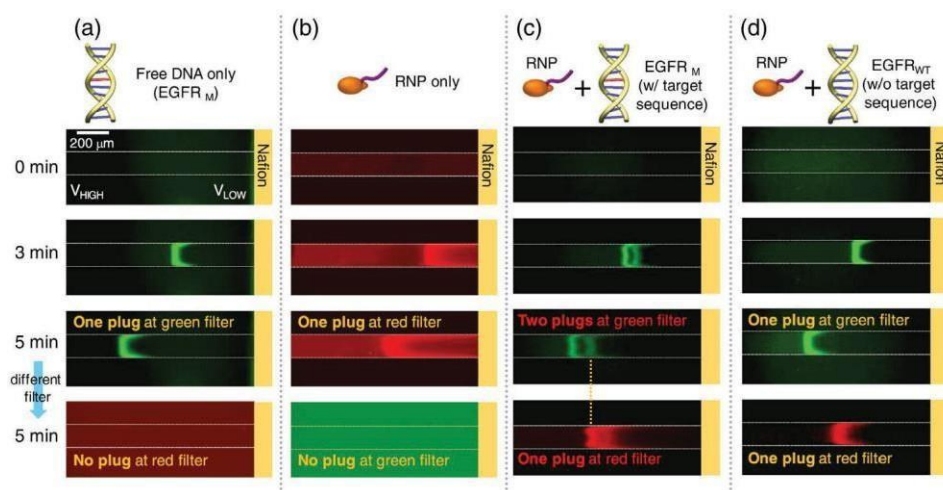 (a)
Free DNA only
(EGFR M)
(b)
RNP only
(c)
RNP
+
EGFR M
(w/ target
sequence)
(d)
RNP
+
EGFRWT
(w/o target
sequence)
0 min
200 μm
VHIGH
VLOW
Nafion
Nafion
Nafion
Nafion
3 min
5 min
One plug at green filter
One plug at red filter
Two plugs at green filter
One plug at green filter
different
filter
5 min
No plug at red filter
No plug at green filter
One plug at red filter
One plug at red filter